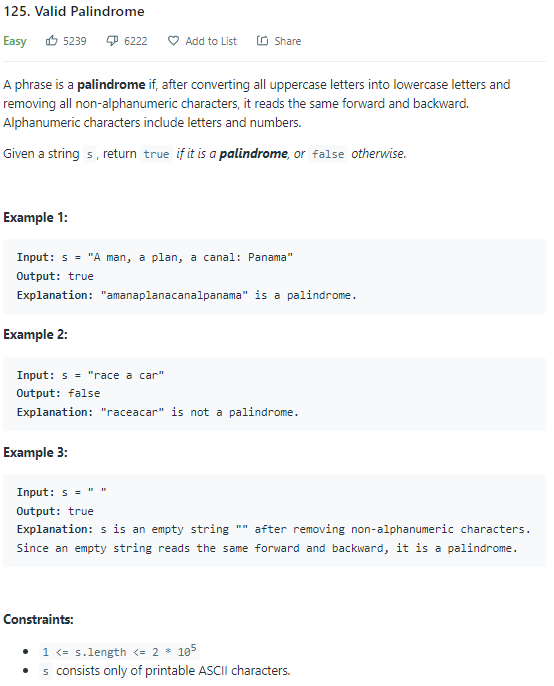 125. Valid Palindrome
Easy 5239 6222 Add to List Share
A phrase is a palindrome if, after converting all uppercase letters into lowercase letters and
removing all non-alphanumeric characters, it reads the same forward and backward.
Alphanumeric characters include letters and numbers.
Given a string s, return true if it is a palindrome, or false otherwise.
Example 1:
Input: s = "A man, a plan, a canal: Panama"
Output: true
Explanation: "amanaplanacanalpanama" is a palindrome.
Example 2:
Input: s = "race a car"
Output: false
Explanation: "raceacar" is not a palindrome.
Example 3:
Input: s = " "
Output: true
Explanation: s is an empty string "" after removing non-alphanumeric characters.
Since an empty string reads the same forward and backward, it is a palindrome.
Constraints:
• 1 <= s.length <= 2 * 10⁵
• s consists only of printable ASCII characters.